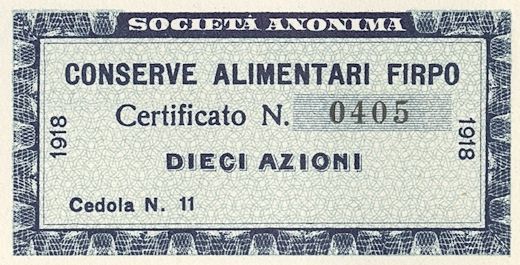 SOCIETÀ ANONIMA
CONSERVE ALIMENTARI FIRPO
Certificato N. 0405
1918
1918
DIECI AZIONI
Cedola N. 11